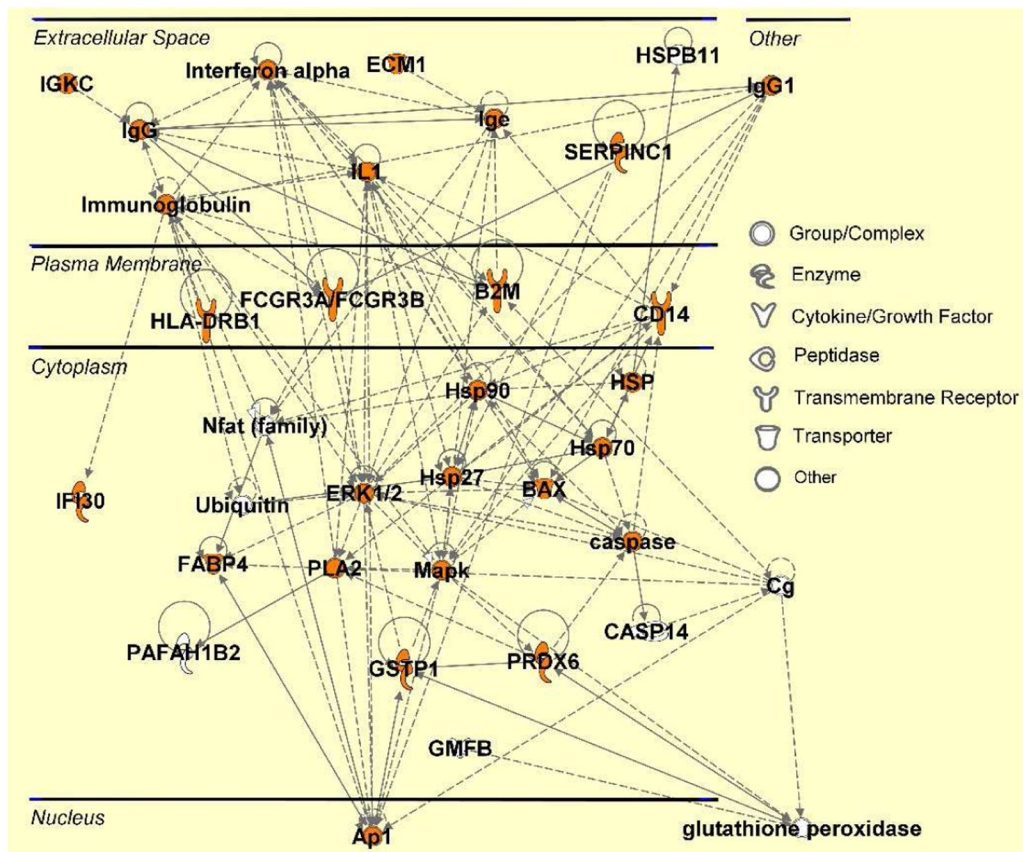 Extracellular Space
Other
HSPB11
Interferon alpha
ECM1
IGKC
IgG1
IgG
Ige
SERPINC1
IL1
Immunoglobulin
Group/Complex
Plasma Membrane
Enzyme
FCGR3A/FCGR3B
B2M
HLA-DRB1
CD14
Cytokine/Growth Factor
Cytoplasm
Peptidase
Hsp90
HSP
Transmembrane Receptor
Nfat (family)
Transporter
Hsp70
Hsp27
Other
IFI30
Ubiquitin
ERK1/2
BAX
caspase
FABP4
PLA2
Mapk
Cg
CASP14
PAFAH1B2
GSTP1
PRDX6
GMFB
Nucleus
Ap1
glutathione peroxidase